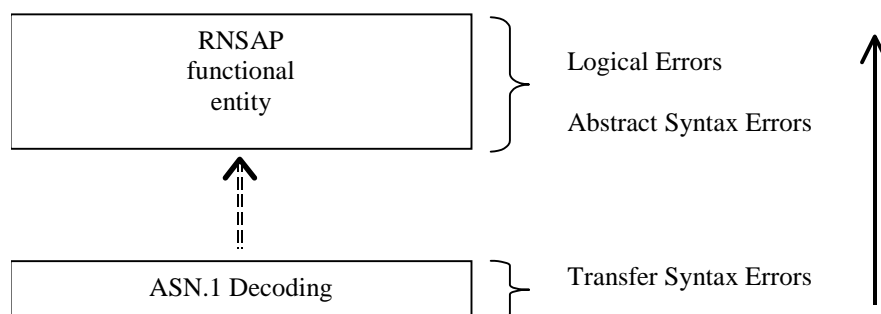 RNSAP
functional
entity
Logical Errors
Abstract Syntax Errors
ASN.1 Decoding
Transfer Syntax Errors